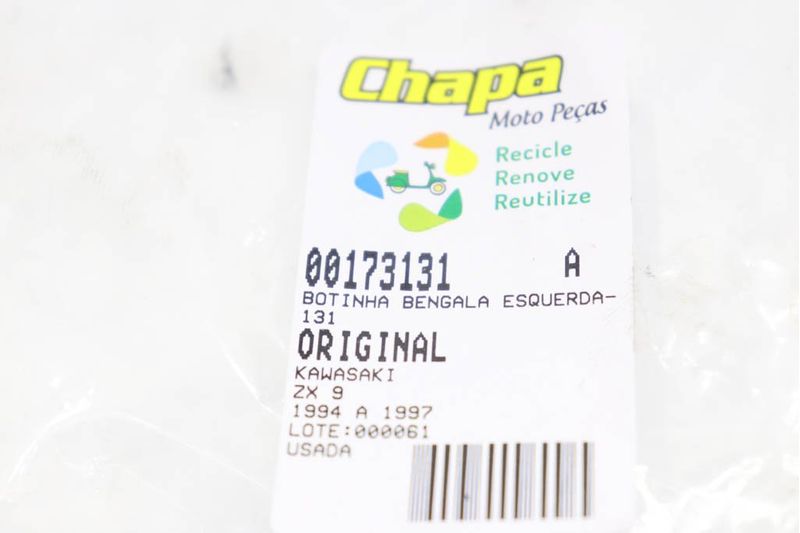 Chapa
Moto Peças
Recicle
Renove
Reutilize
00173131 A
BOTINHA BENGALA ESQUERDA-
131
ORIGINAL
KAWASAKI
ZX 9
1994 A 1997
LOTE:000061
USADA